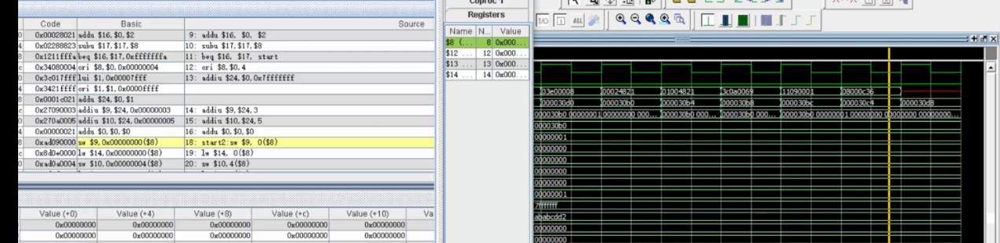 Coproc 1
Registers
Code Basic Source
0x00028021 addu $16,$0,$2 9: addu $16, $0, $2
0x02288823 subu $17,$17,$8 10: subu $17,$17,$8
0x1211fffa beq $16,$17,0xfffffffa 11: beq $16, $17, start
0x34080004 ori $8,$0,0x00000004 12: ori $8,$0,4
0x3c017fff lui $1,0x00007fff 13: addiu $24,$0,0x7fffffff
0x3421ffff ori $1,$1,0x0000ffff
0x0001c021 addu $24,$0,$1
0x27090003 addiu $9,$24,0x00000003 14: addiu $9,$24,3
0x270a0005 addiu $10,$24,0x00000005 15: addiu $10,$24,5
0x00000021 addu $0,$0,$0 16: addu $0,$0,$0
0xad090000 sw $9,0x00000000($8) 18: start2:sw $9, 0($8)
0x8d0e0000 lw $14,0x00000000($8) 19: lw $14, 0($8)
0xad0a0004 sw $10,0x00000004($8) 20: sw $10,4($8)
Value (+0) Value (+4) Value (+8) Value (+c) Value (+10) Va
0x00000000 0x00000000 0x00000000 0x00000000 0x00000000
0x00000000 0x00000000 0x00000000 0x00000000 0x00000000
Name N... Value
$8 (... 8 0x000...
$12 ... 12 0x000...
$13 ... 13 0x000...
$14 ... 14 0x000...
ALL
03e00008 00024821 01004821 3c0a0069 11090001 08000c36
000030d0 000030b0 000030b4 000030b8 000030bc 000030c4 000030d8
000030b0 00000001 00000000 000... 000030b0 000... 000030b0 000... 000030b0 000... 000030b0 00000001 00000000 00000000 00000000...
000030b0
00000001
00000000
00000000
00000000
00000000
00000001
7fffffff
ababcdd2
00000000
00000000